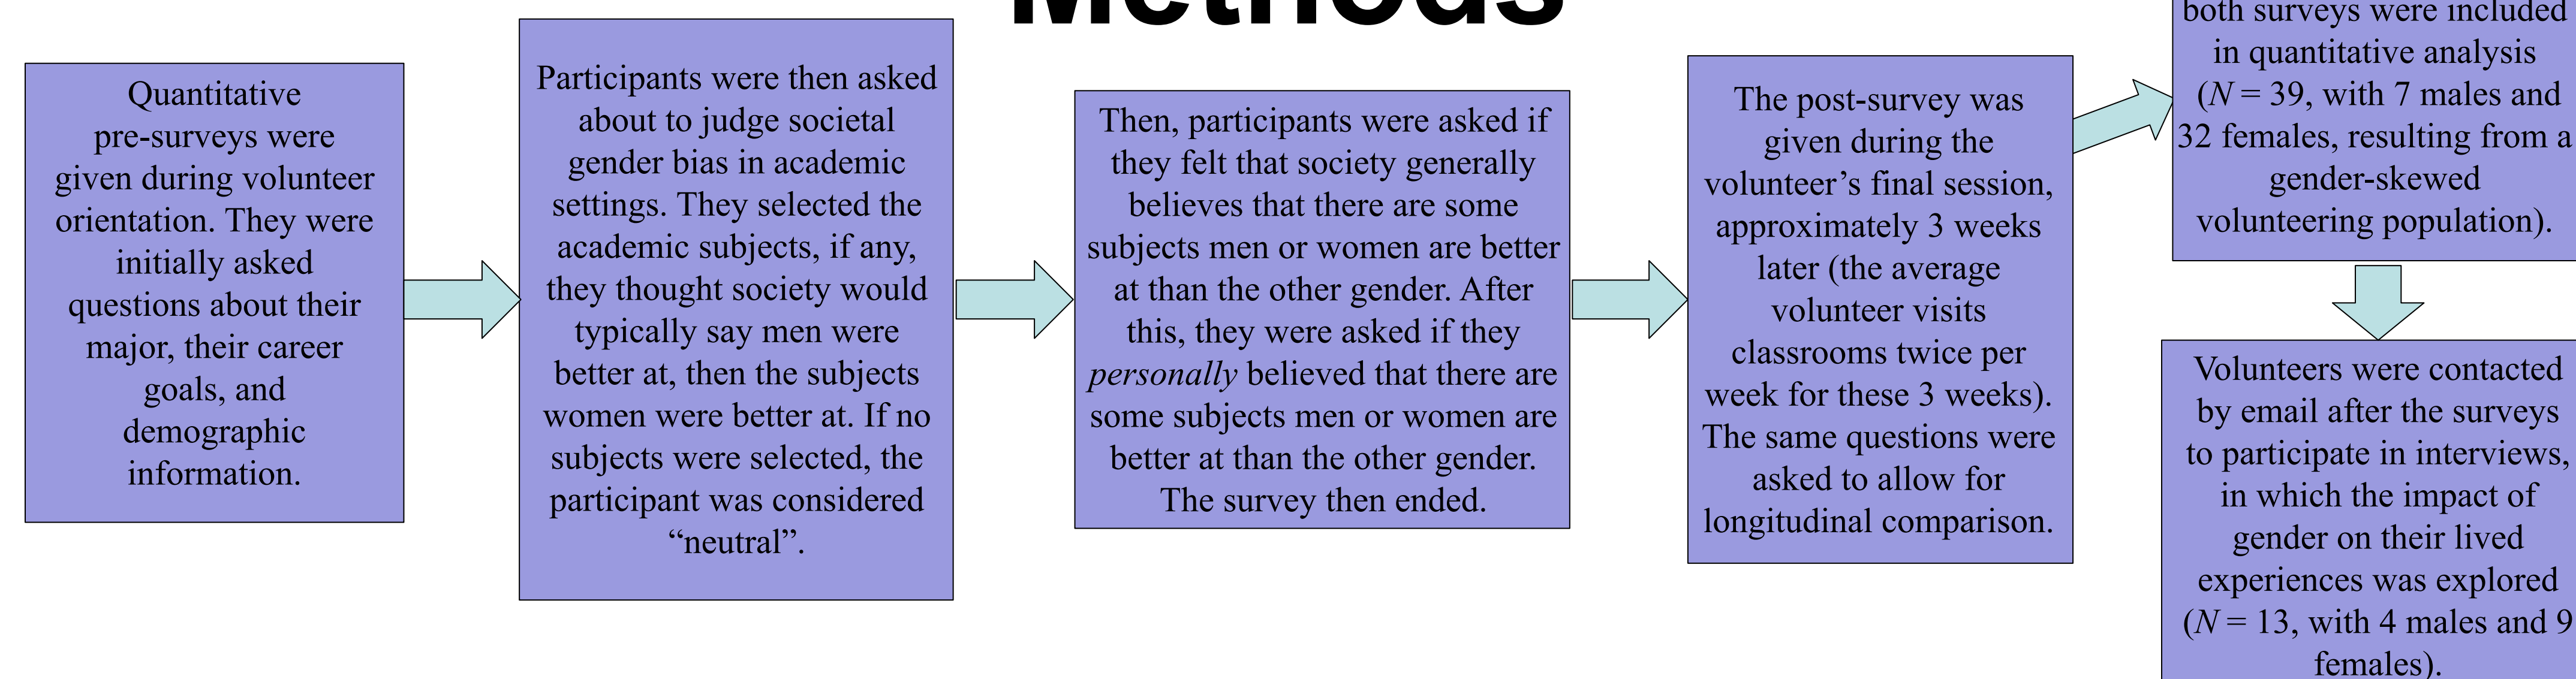 Methods
Quantitative
pre-surveys were
given during volunteer
orientation. They were
initially asked
questions about their
major, their career
goals, and
demographic
information.
Participants were then asked
about to judge societal
gender bias in academic
settings. They selected the
academic subjects, if any,
they thought society would
typically say men were
better at, then the subjects
women were better at. If no
subjects were selected, the
participant was considered
“neutral”.
Then, participants were asked if
they felt that society generally
believes that there are some
subjects men or women are better
at than the other gender. After
this, they were asked if they
personally believed that there are
some subjects men or women are
better at than the other gender.
The survey then ended.
The post-survey was
given during the
volunteer’s final session,
approximately 3 weeks
later (the average
volunteer visits
classrooms twice per
week for these 3 weeks).
The same questions were
asked to allow for
longitudinal comparison.
both surveys were included
in quantitative analysis
(N = 39, with 7 males and
32 females, resulting from a
gender-skewed
volunteering population).
Volunteers were contacted
by email after the surveys
to participate in interviews,
in which the impact of
gender on their lived
experiences was explored
(N = 13, with 4 males and 9
females).